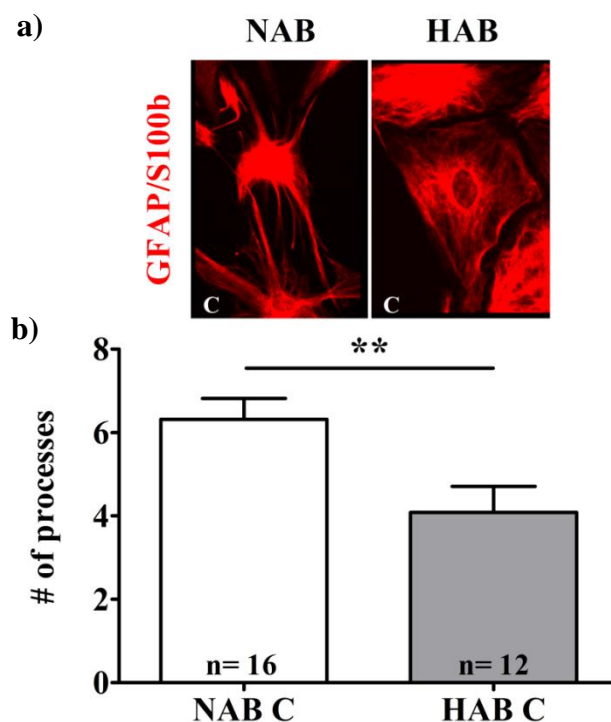 a)
NAB HAB
GFAP/S100b
C C
b)
**
8
6
4
2
0
# of processes
n= 16 n= 12
NAB C HAB C